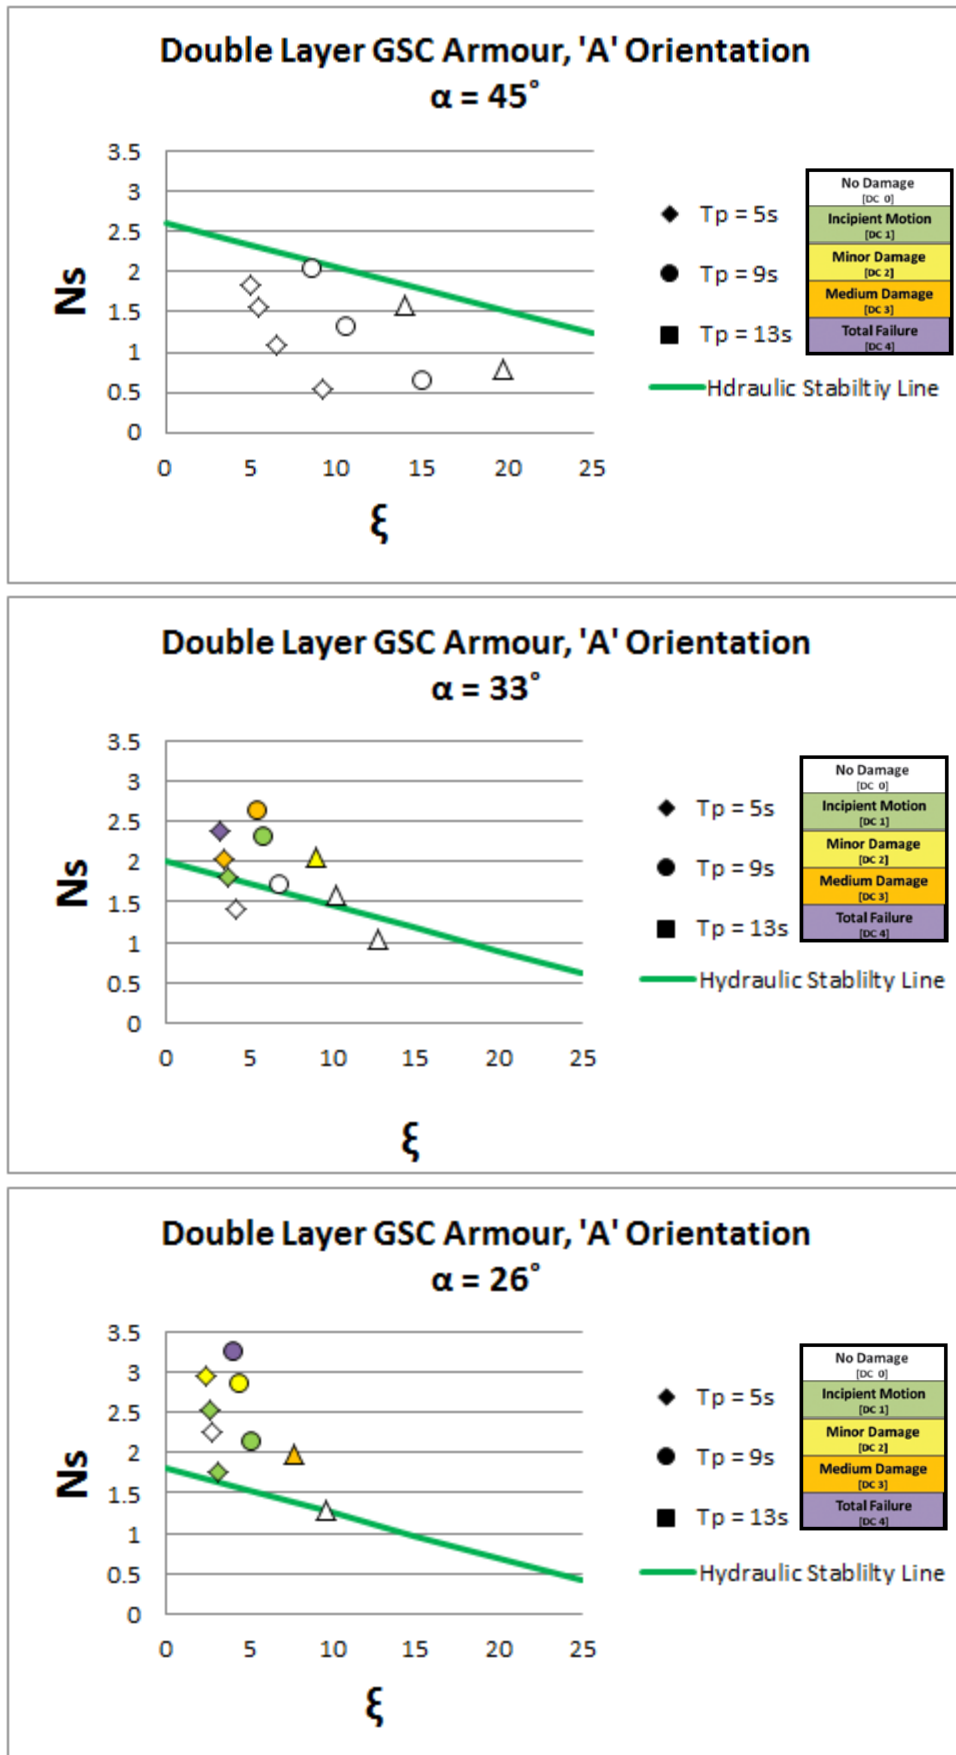 Double Layer GSC Armour, 'A' Orientation
α = 45°
Ns
3.5
3
2.5
2
1.5
1
0.5
0
0 5 10 15 20 25
ξ
Tp = 5s
Tp = 9s
Tp = 13s
Hdraulic Stabiltiy Line
No Damage
[DC 0]
Incipient Motion
[DC 1]
Minor Damage
[DC 2]
Medium Damage
[DC 3]
Total Failure
[DC 4]
Double Layer GSC Armour, 'A' Orientation
α = 33°
Ns
3.5
3
2.5
2
1.5
1
0.5
0
0 5 10 15 20 25
ξ
Tp = 5s
Tp = 9s
Tp = 13s
Hydraulic Stablilty Line
No Damage
[DC 0]
Incipient Motion
[DC 1]
Minor Damage
[DC 2]
Medium Damage
[DC 3]
Total Failure
[DC 4]
Double Layer GSC Armour, 'A' Orientation
α = 26°
Ns
3.5
3
2.5
2
1.5
1
0.5
0
0 5 10 15 20 25
ξ
Tp = 5s
Tp = 9s
Tp = 13s
Hydraulic Stablilty Line
No Damage
[DC 0]
Incipient Motion
[DC 1]
Minor Damage
[DC 2]
Medium Damage
[DC 3]
Total Failure
[DC 4]